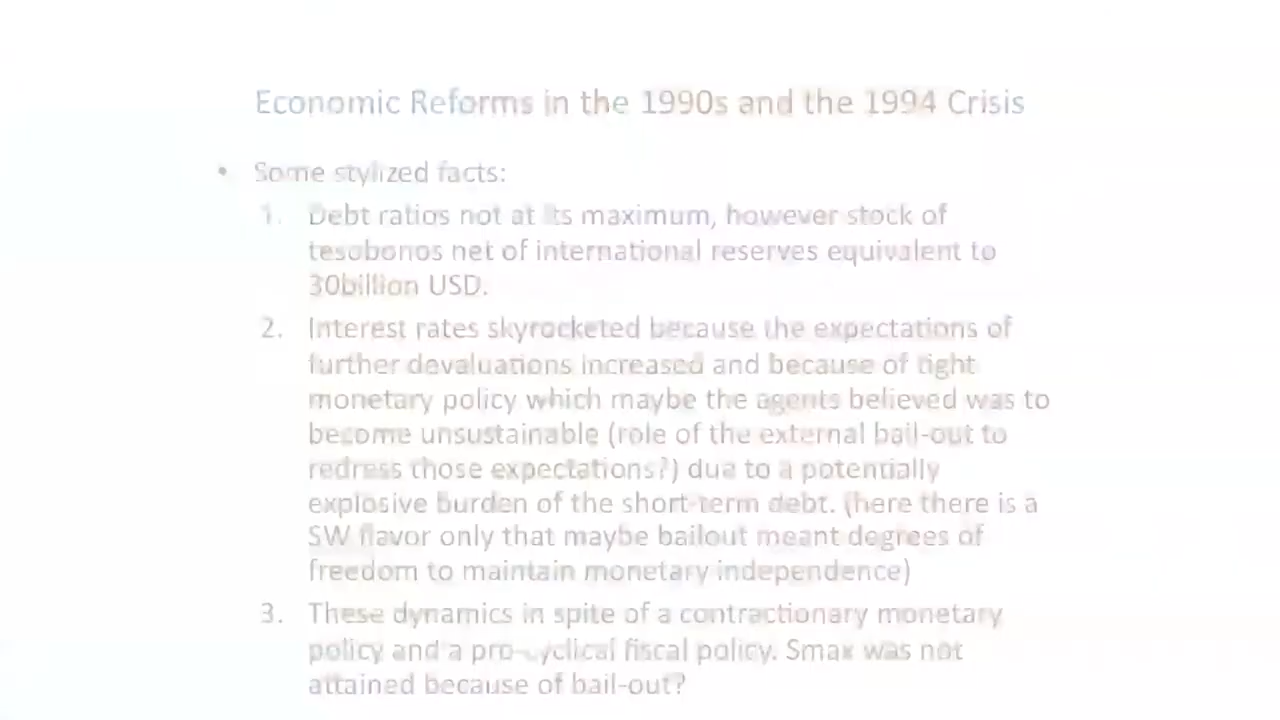 Economic Reforms in the 1990s and the 1994 Crisis
• Some stylized facts:
1. Debt ratios not at its maximum, however stock of
tesobonos net of international reserves equivalent to
30billion USD.
2. Interest rates skyrocketed because the expectations of
further devaluations increased and because of tight
monetary policy which maybe the agents believed was to
become unsustainable (role of the external bail-out to
redress those expectations?) due to a potentially
explosive burden of the short-term debt. (here there is a
SW flavor only that maybe bailout meant degrees of
freedom to maintain monetary independence)
3. These dynamics in spite of a contractionary monetary
policy and a pro-cyclical fiscal policy. Smax was not
attained because of bail-out?